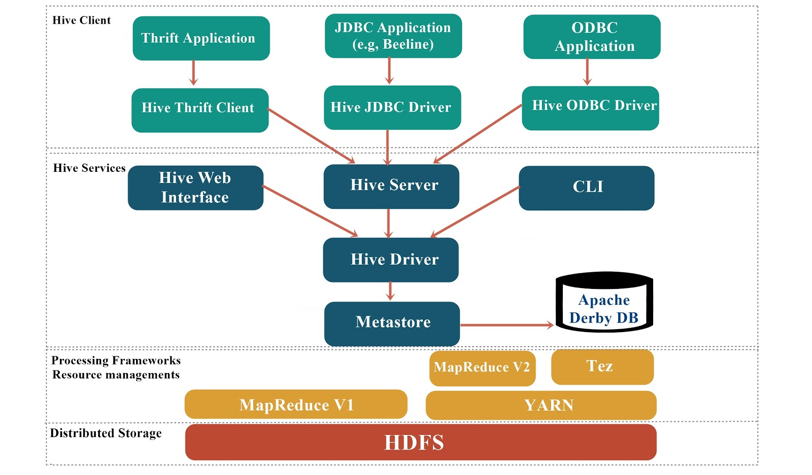 Hive Client
Thrift Application
JDBC Application
(e.g, Beeline)
ODBC
Application
Hive Thrift Client
Hive JDBC Driver
Hive ODBC Driver
Hive Services
Hive Web
Interface
Hive Server
CLI
Hive Driver
Metastore
Apache
Derby DB
Processing Frameworks
Resource managements
MapReduce V2
Tez
MapReduce V1
YARN
Distributed Storage
HDFS